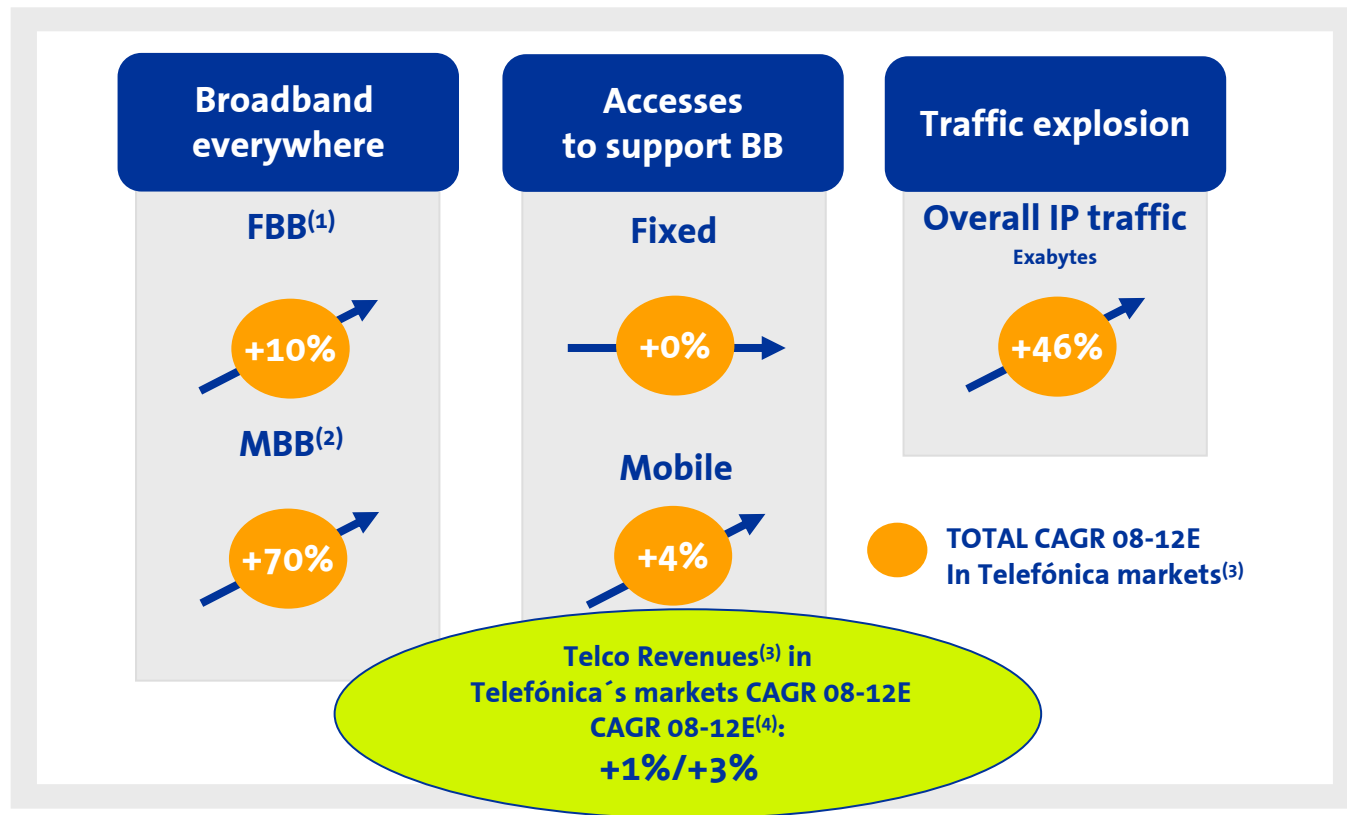 Broadband
everywhere
FBB(1)
+10%
MBB(2)
+70%
Accesses
to support BB
Fixed
+0%
Mobile
+4%
Traffic explosion
Overall IP traffic
Exabytes
+46%
TOTAL CAGR 08-12E
In Telefónica markets(3)
Telco Revenues(3) in
Telefónica´s markets CAGR 08-12E
CAGR 08-12E(4):
+1%/+3%